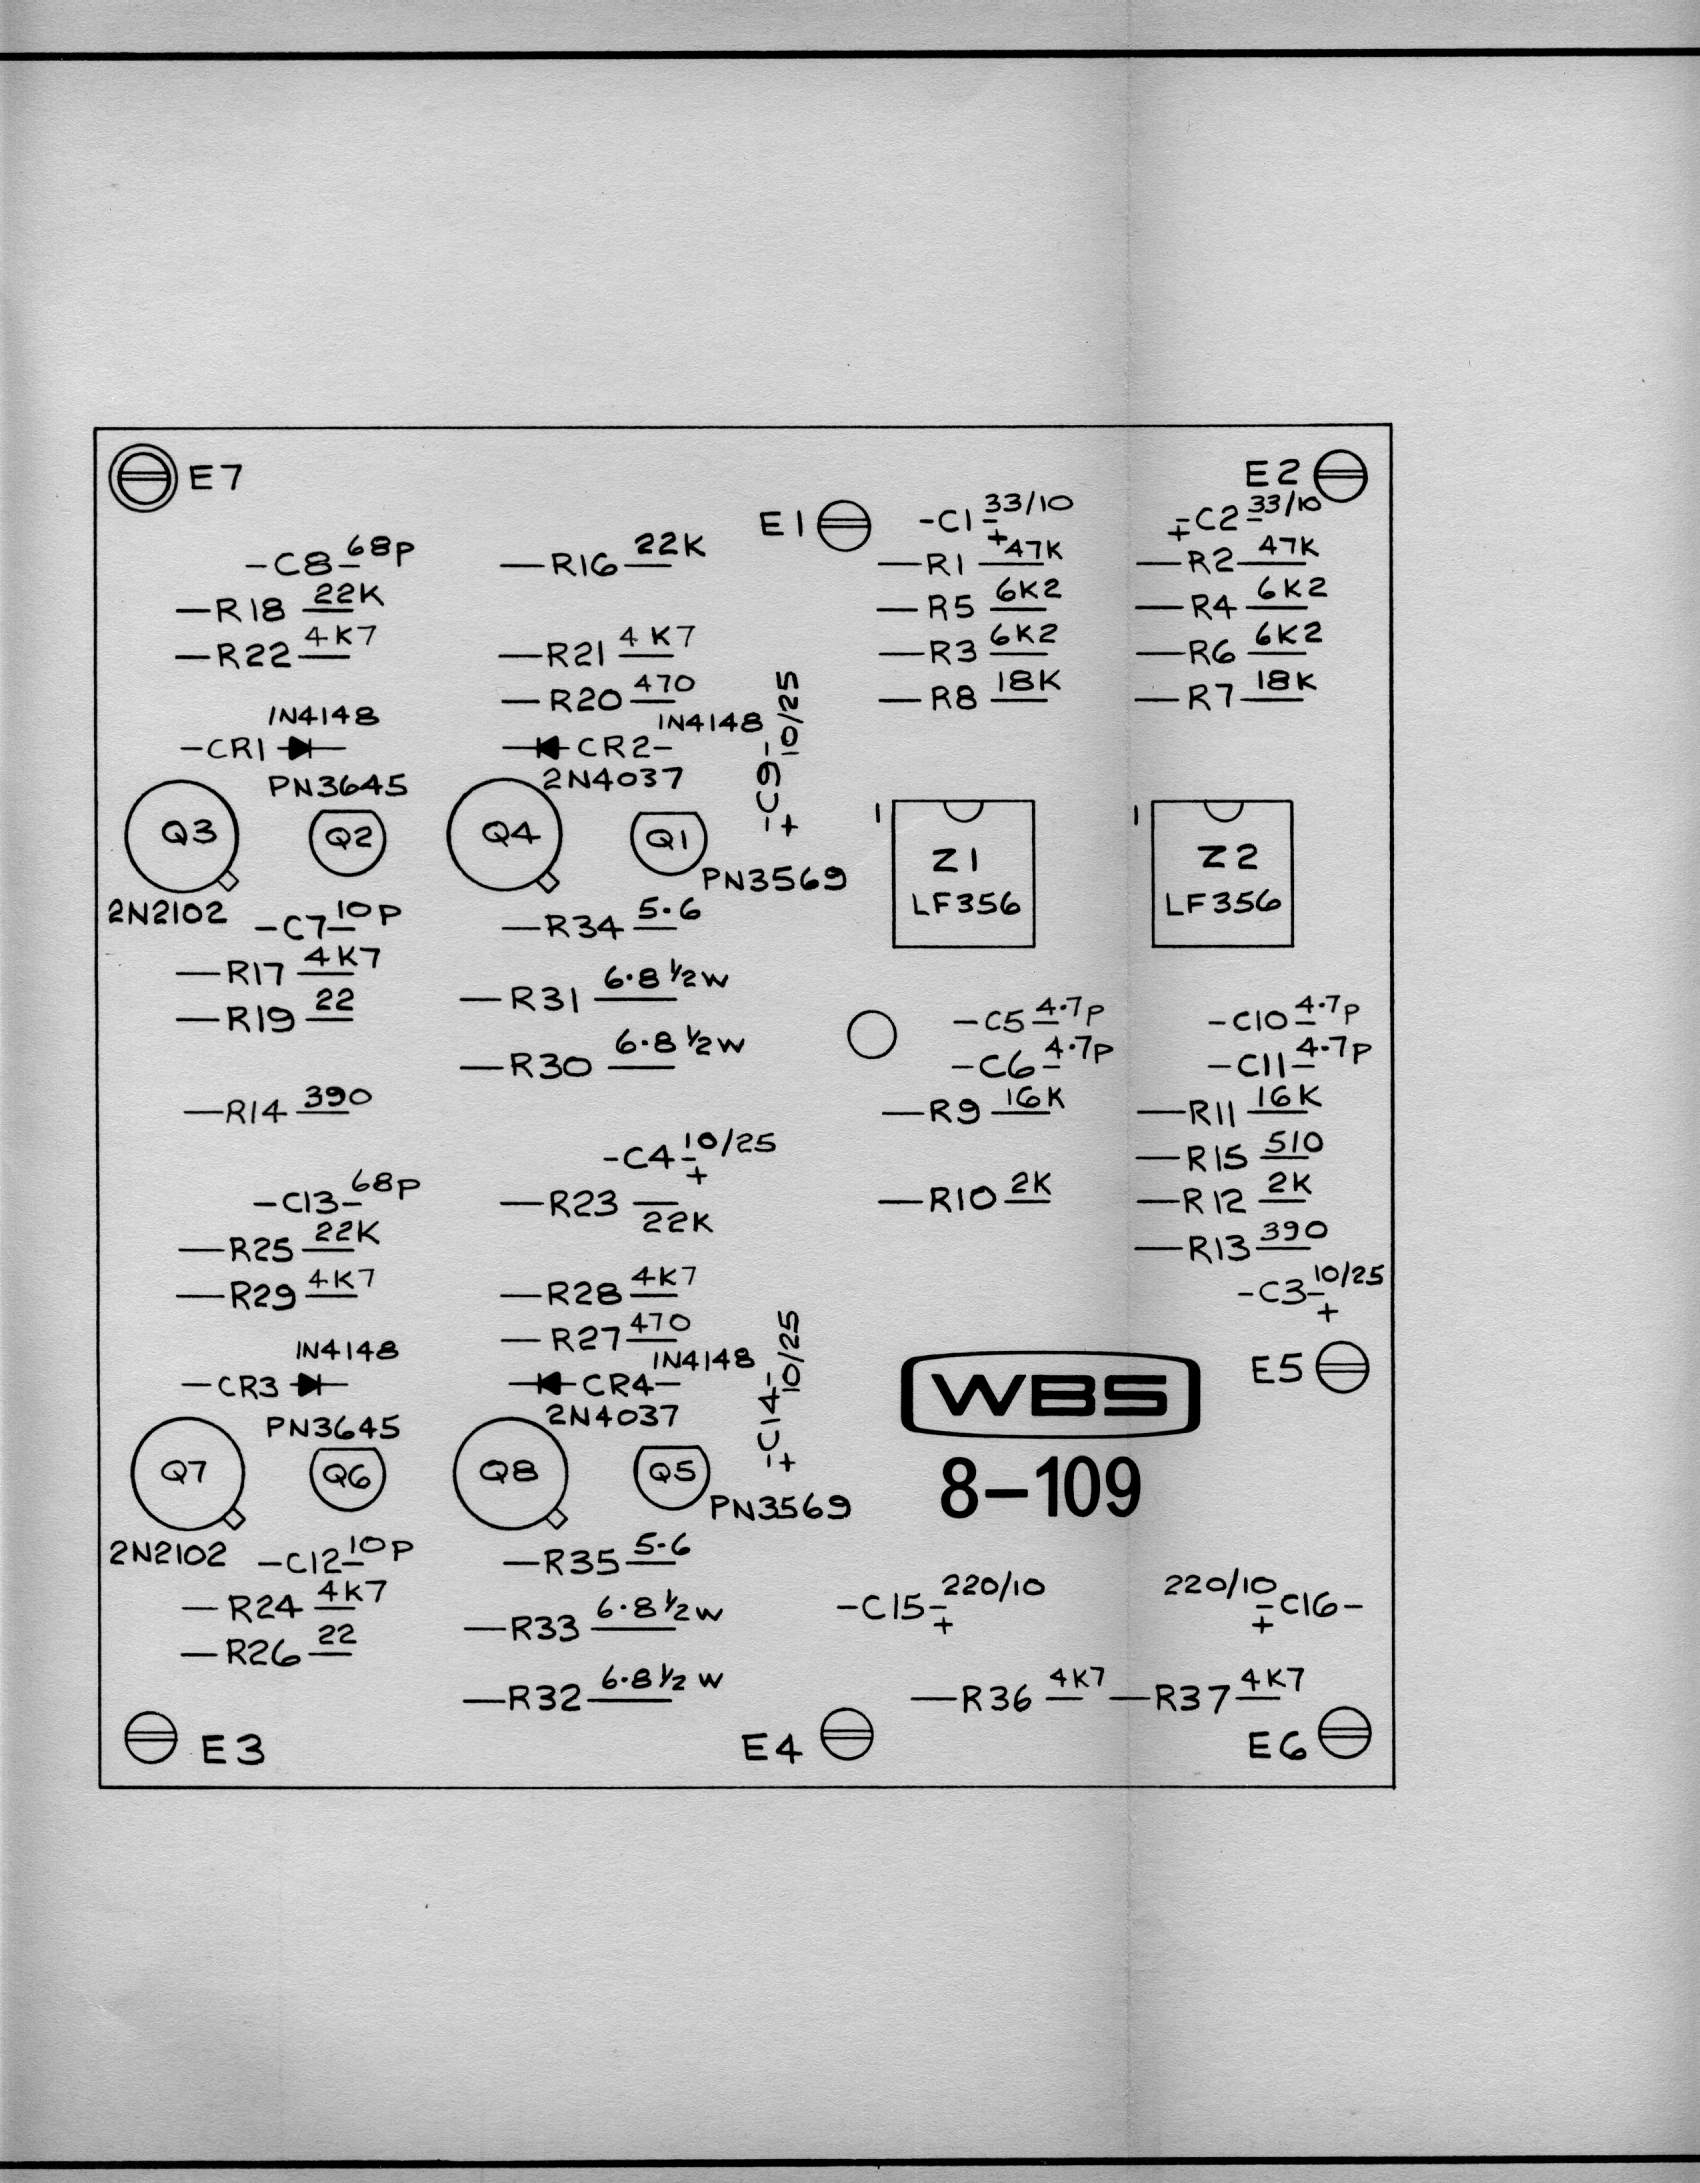 E7
E2
E1
-C1- 33/10 +
+ -C2- 33/10
-C8- 68p
R16 22K
R1 47K
R2 47K
R18 22K
R5 6K2
R4 6K2
R22 4K7
R21 4K7
R3 6K2
R6 6K2
R20 470
R8 18K
R7 18K
1N4148
-CR1
1N4148
CR2-
+ -C9- 10/25
PN3645
2N4037
Q3
Q2
Q4
Q1
1
Z1
LF356
1
Z2
LF356
PN3569
2N2102
-C7- 10p
R34 5.6
R17 4K7
R31 6.8 ½W
R19 22
-C5- 4.7p
-C10- 4.7p
R30 6.8 ½W
-C6- 4.7p
-C11- 4.7p
R14 390
R9 16K
R11 16K
-C4- 10/25 +
R15 510
-C13- 68p
R23 22K
R10 2K
R12 2K
R25 22K
R13 390
R29 4K7
R28 4K7
-C3- 10/25 +
R27 470
1N4148
-CR3
1N4148
CR4-
+ -C14- 10/25
E5
WBS
PN3645
2N4037
Q7
Q6
Q8
Q5
8-109
PN3569
2N2102
-C12- 10p
R35 5.6
R24 4K7
R33 6.8 ½W
-C15- 220/10 +
220/10 + -C16-
R26 22
R32 6.8 ½W
R36 4K7
R37 4K7
E3
E4
E6